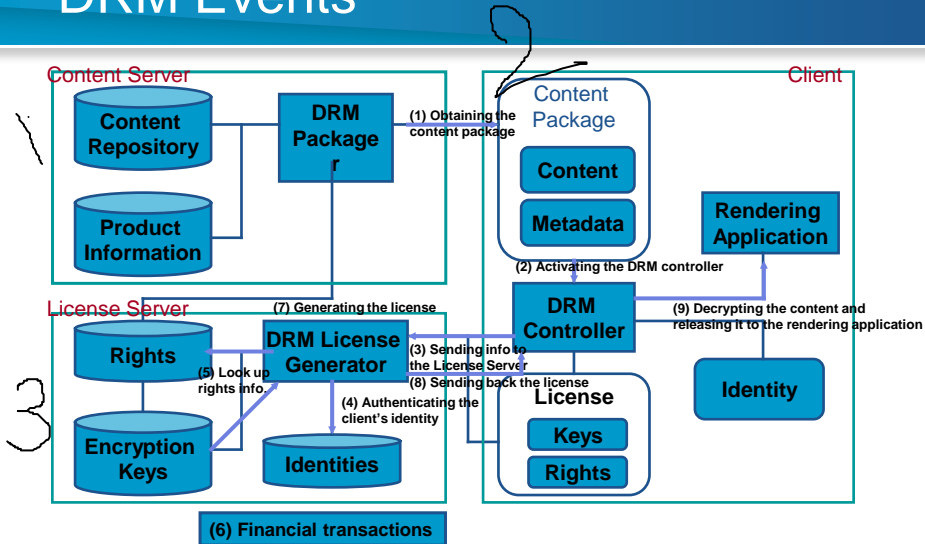 DRM Events
Content Server
Client
1
2
Content
Repository
DRM
Package
r
(1) Obtaining the
content package
Content
Package
Content
Metadata
Product
Information
Rendering
Application
(2) Activating the DRM controller
License Server
(7) Generating the license
DRM
Controller
(9) Decrypting the content and
releasing it to the rendering application
3
Rights
DRM License
Generator
(3) Sending info to
the License Server
(5) Look up
rights info.
(8) Sending back the license
(4) Authenticating the
client's identity
License
Keys
Rights
Identity
Encryption
Keys
Identities
(6) Financial transactions